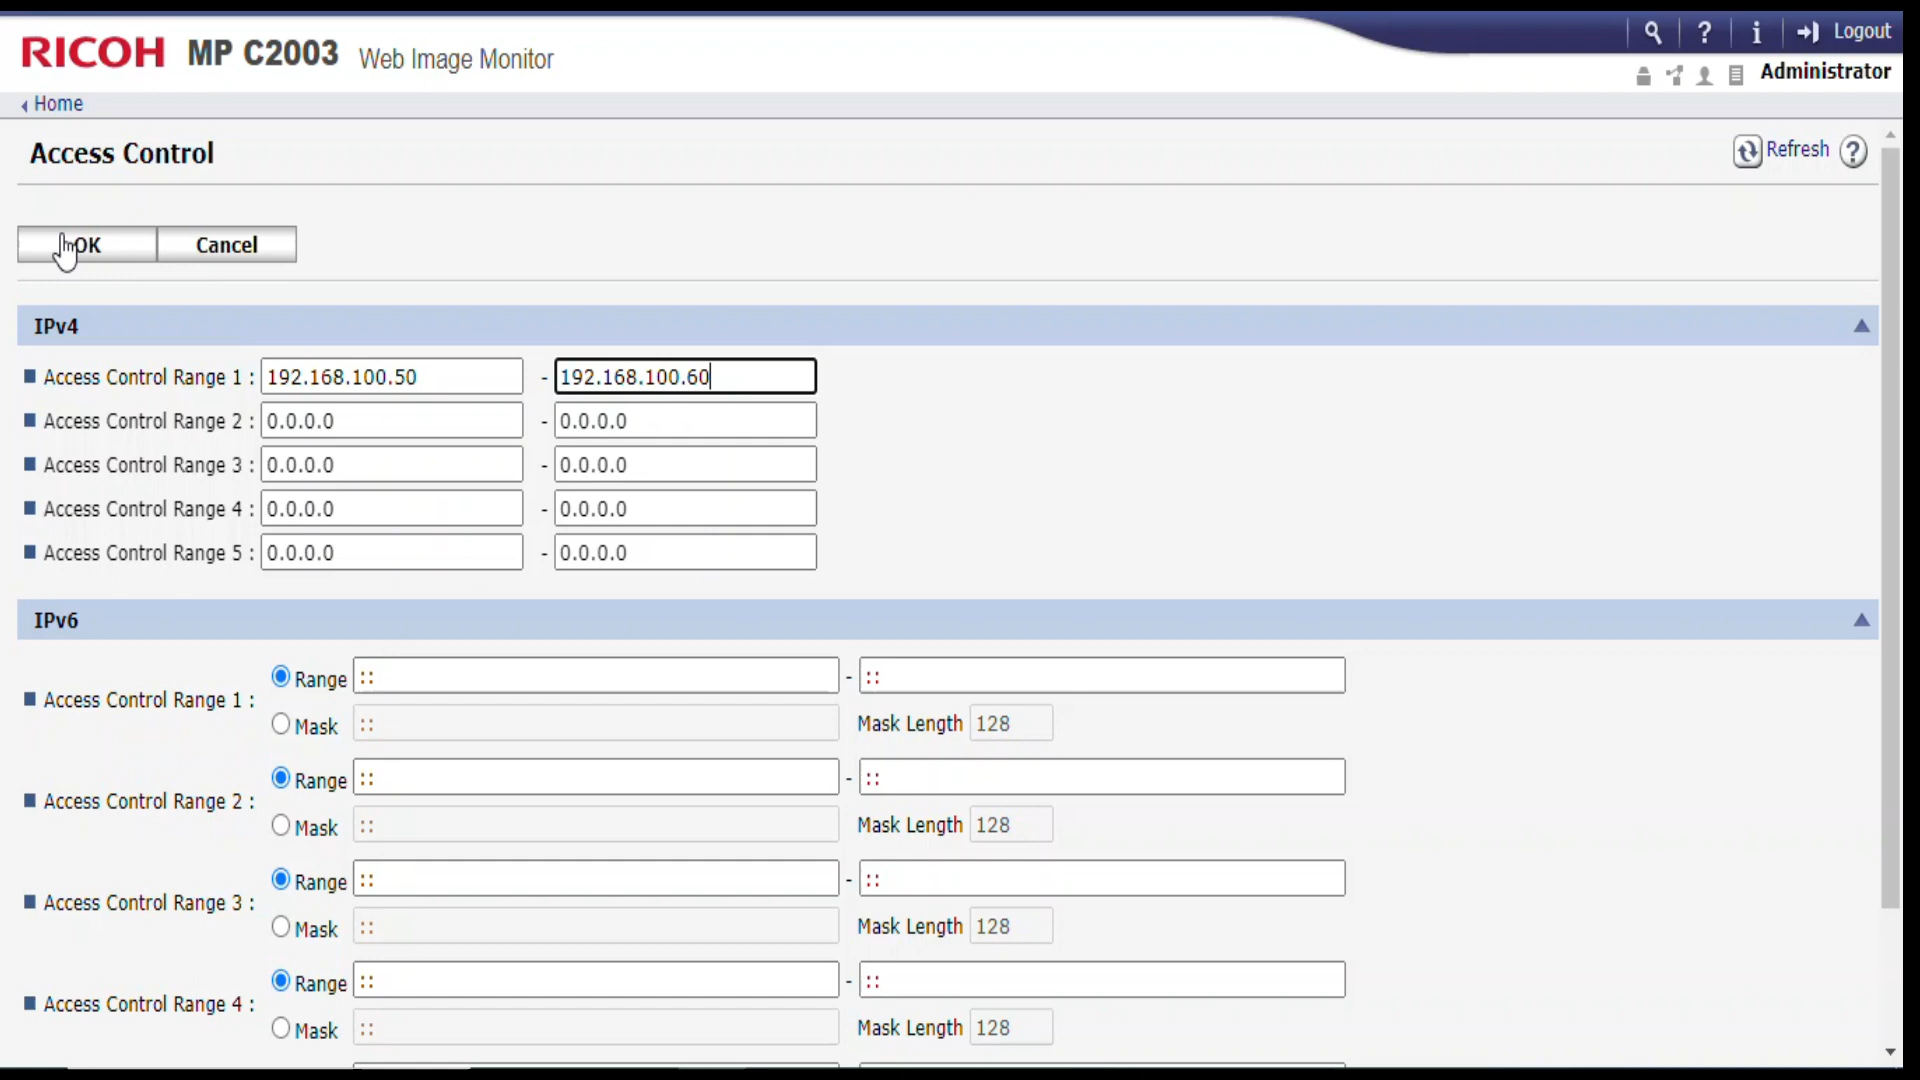 RICOH MP C2003 Web Image Monitor
? i Logout
Administrator
Home
Access Control
Refresh ?
OK Cancel
IPv4
Access Control Range 1 : 192.168.100.50 - 192.168.100.60
Access Control Range 2 : 0.0.0.0 - 0.0.0.0
Access Control Range 3 : 0.0.0.0 - 0.0.0.0
Access Control Range 4 : 0.0.0.0 - 0.0.0.0
Access Control Range 5 : 0.0.0.0 - 0.0.0.0
IPv6
Access Control Range 1 :
Range :: - ::
Mask :: Mask Length 128
Access Control Range 2 :
Range :: - ::
Mask :: Mask Length 128
Access Control Range 3 :
Range :: - ::
Mask :: Mask Length 128
Access Control Range 4 :
Range :: - ::
Mask :: Mask Length 128